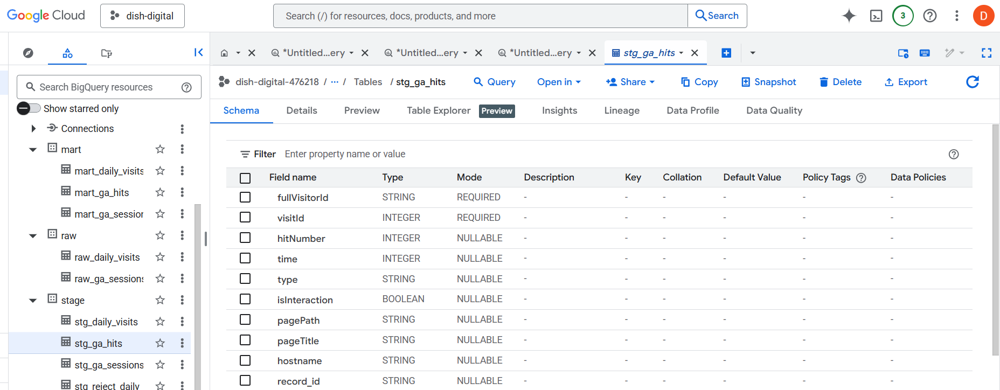 Google Cloud
dish-digital
Search (/) for resources, docs, products, and more
Search
3
D
*Untitled...ery
*Untitled...ery
*Untitled...ery
stg_ga_hits
Search BigQuery resources
Show starred only
Connections
mart
mart_daily_visits
mart_ga_hits
mart_ga_session
raw
raw_daily_visits
raw_ga_sessions
stage
stg_daily_visits
stg_ga_hits
stg_ga_sessions
stg_reject_daily
dish-digital-476218 / ··· / Tables / stg_ga_hits
Query
Open in
Share
Copy
Snapshot
Delete
Export
Schema
Details
Preview
Table Explorer Preview
Insights
Lineage
Data Profile
Data Quality
Filter Enter property name or value
Field name Type Mode Description Key Collation Default Value Policy Tags Data Policies
fullVisitorId STRING REQUIRED - - - - - -
visitId INTEGER REQUIRED - - - - - -
hitNumber INTEGER NULLABLE - - - - - -
time INTEGER NULLABLE - - - - - -
type STRING NULLABLE - - - - - -
isInteraction BOOLEAN NULLABLE - - - - - -
pagePath STRING NULLABLE - - - - - -
pageTitle STRING NULLABLE - - - - - -
hostname STRING NULLABLE - - - - - -
record_id STRING NULLABLE - - - - - -